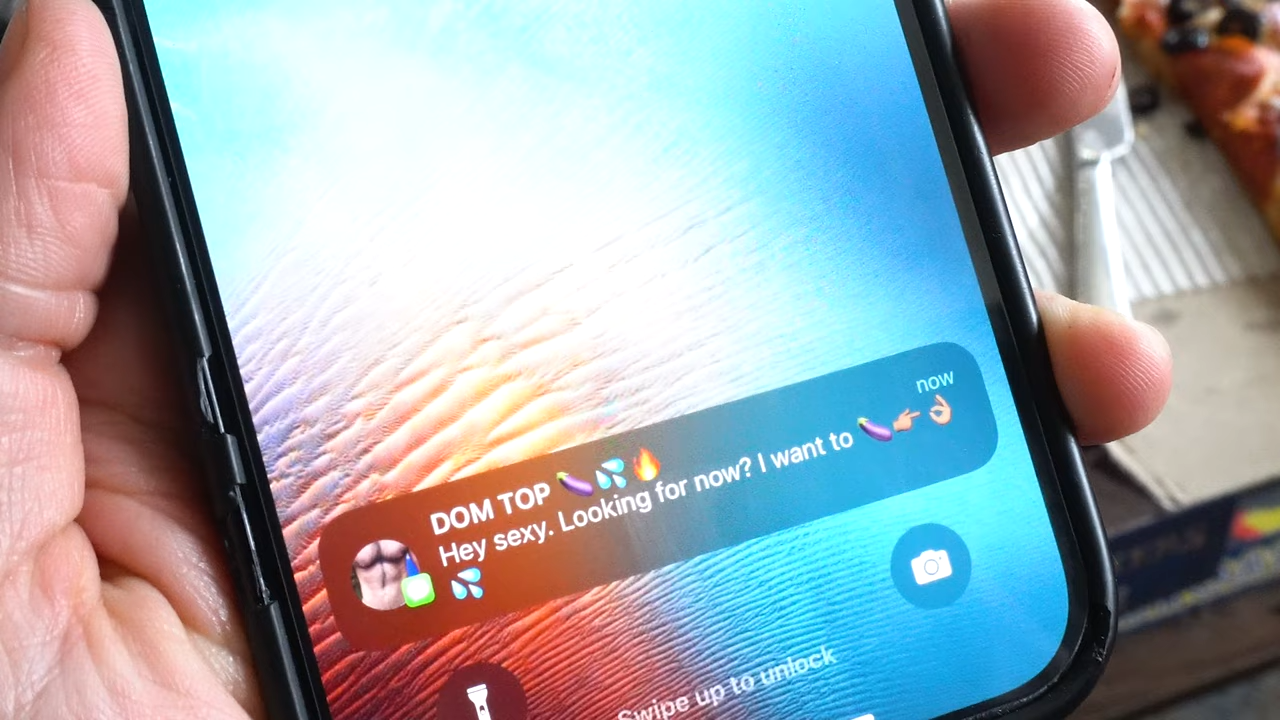 now
DOM TOP 🍆💦🔥
Hey sexy. Looking for now? I want to 🍆👉🏼👌🏼
💦
Swipe up to unlock